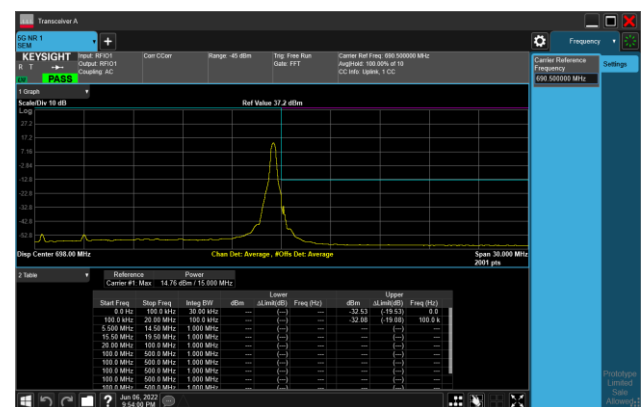 Transceiver A
5G NR 1
SEM
Frequency
KEYSIGHT
R T
PASS
Input: RFIO1
Output: RFIO1
Coupling: AC
Corr CCorr
Range: -45 dBm
Trig: Free Run
Gate: FFT
Carrier Ref Freq: 690.500000 MHz
Avg|Hold: 100.00% of 10
CC Info: Uplink, 1 CC
Carrier Reference
Frequency
690.500000 MHz
Settings
1 Graph
Scale/Div 10 dB
Ref Value 37.2 dBm
Log
27.2
17.2
7.16
-2.84
-12.8
-22.8
-32.8
-42.8
-52.8
Disp Center 698.00 MHz
Chan Det: Average , #Offs Det: Average
Span 30.000 MHz
2001 pts
2 Table
Reference Power
Carrier #1: Max 14.76 dBm / 15.000 MHz
Lower Upper
Start Freq Stop Freq Integ BW dBm ΔLimit(dB) Freq (Hz) dBm ΔLimit(dB) Freq (Hz)
0.0 Hz 100.0 kHz 30.00 kHz --- (---) --- -32.53 (-19.53) 0.0
100.0 kHz 20.00 MHz 100.0 kHz --- (---) --- -32.08 (-19.08) 100.0 k
5.500 MHz 14.50 MHz 1.000 MHz --- (---) --- --- (---) ---
15.50 MHz 19.50 MHz 1.000 MHz --- (---) --- --- (---) ---
20.00 MHz 100.0 MHz 1.000 MHz --- (---) --- --- (---) ---
100.0 MHz 500.0 MHz 1.000 MHz --- (---) --- --- (---) ---
100.0 MHz 500.0 MHz 1.000 MHz --- (---) --- --- (---) ---
100.0 MHz 500.0 MHz 1.000 MHz --- (---) --- --- (---) ---
100.0 MHz 500.0 MHz 1.000 MHz --- (---) --- --- (---) ---
Jun 06, 2022
9:54:00 PM
Prototype
Limited
Sale
Allowed